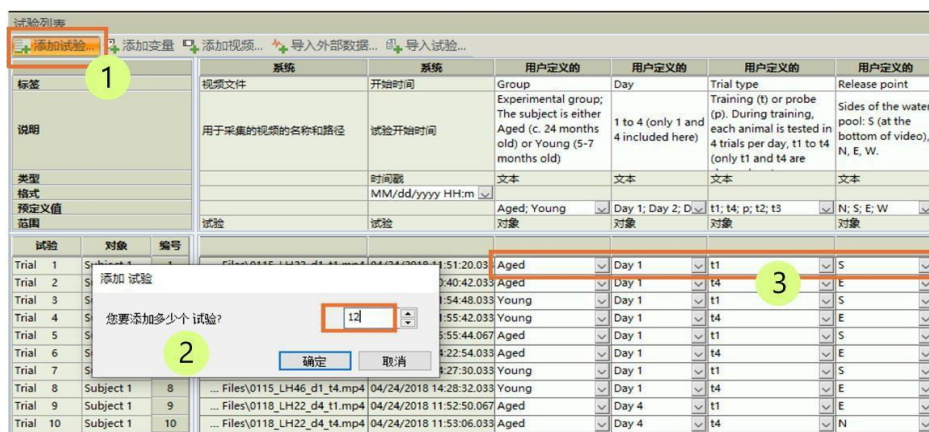 试验列表
添加试验... 添加变量 添加视频... 导入外部数据... 导入试验...
1
系统 系统 用户定义的 用户定义的 用户定义的 用户定义的
标签 视频文件 开始时间 Group Day Trial type Release point
说明 用于采集的视频的名称和路径 试验开始时间
Experimental group;
The subject is either
Aged (c. 24 months
old) or Young (5-7
months old)
1 to 4 (only 1 and
4 included here)
Training (t) or probe
(p). During training,
each animal is tested in
4 trials per day, t1 to t4
(only t1 and t4 are
Sides of the water
pool: S (at the
bottom of video),
N, E, W.
类型 时间戳 文本 文本 文本 文本
格式 MM/dd/yyyy HH:m
预定义值 Aged; Young Day 1; Day 2; D t1; t4; p; t2; t3 N; S; E; W
范围 试验 试验 对象 对象 对象 对象
试验 对象 编号
Trial 1 Aged Day 1 t1 S
Trial 2 Aged Day 1 t4 E
Trial 3 :54:48.033 Young Day 1 t1 S
Trial 4 :55:42.033 Young Day 1 t4 E
Trial 5 :55:44.067 Aged Day 1 t1 S
Trial 6 :22:54.033 Aged Day 1 t4 E
Trial 7 :27:30.033 Young Day 1 t1 S
Trial 8 Subject 1 8 ... Files\0115_LH46_d1_t4.mp4 04/24/2018 14:28:32.033 Young Day 1 t4 E
Trial 9 Subject 1 9 ... Files\0118_LH22_d4_t1.mp4 04/24/2018 11:52:50.067 Aged Day 4 t1 E
Trial 10 Subject 1 10 ... Files\0118_LH22_d4_t4.mp4 04/24/2018 11:53:06.033 Aged Day 4 t4 N
添加 试验
您要添加多少个 试验? 12
2
确定 取消
3